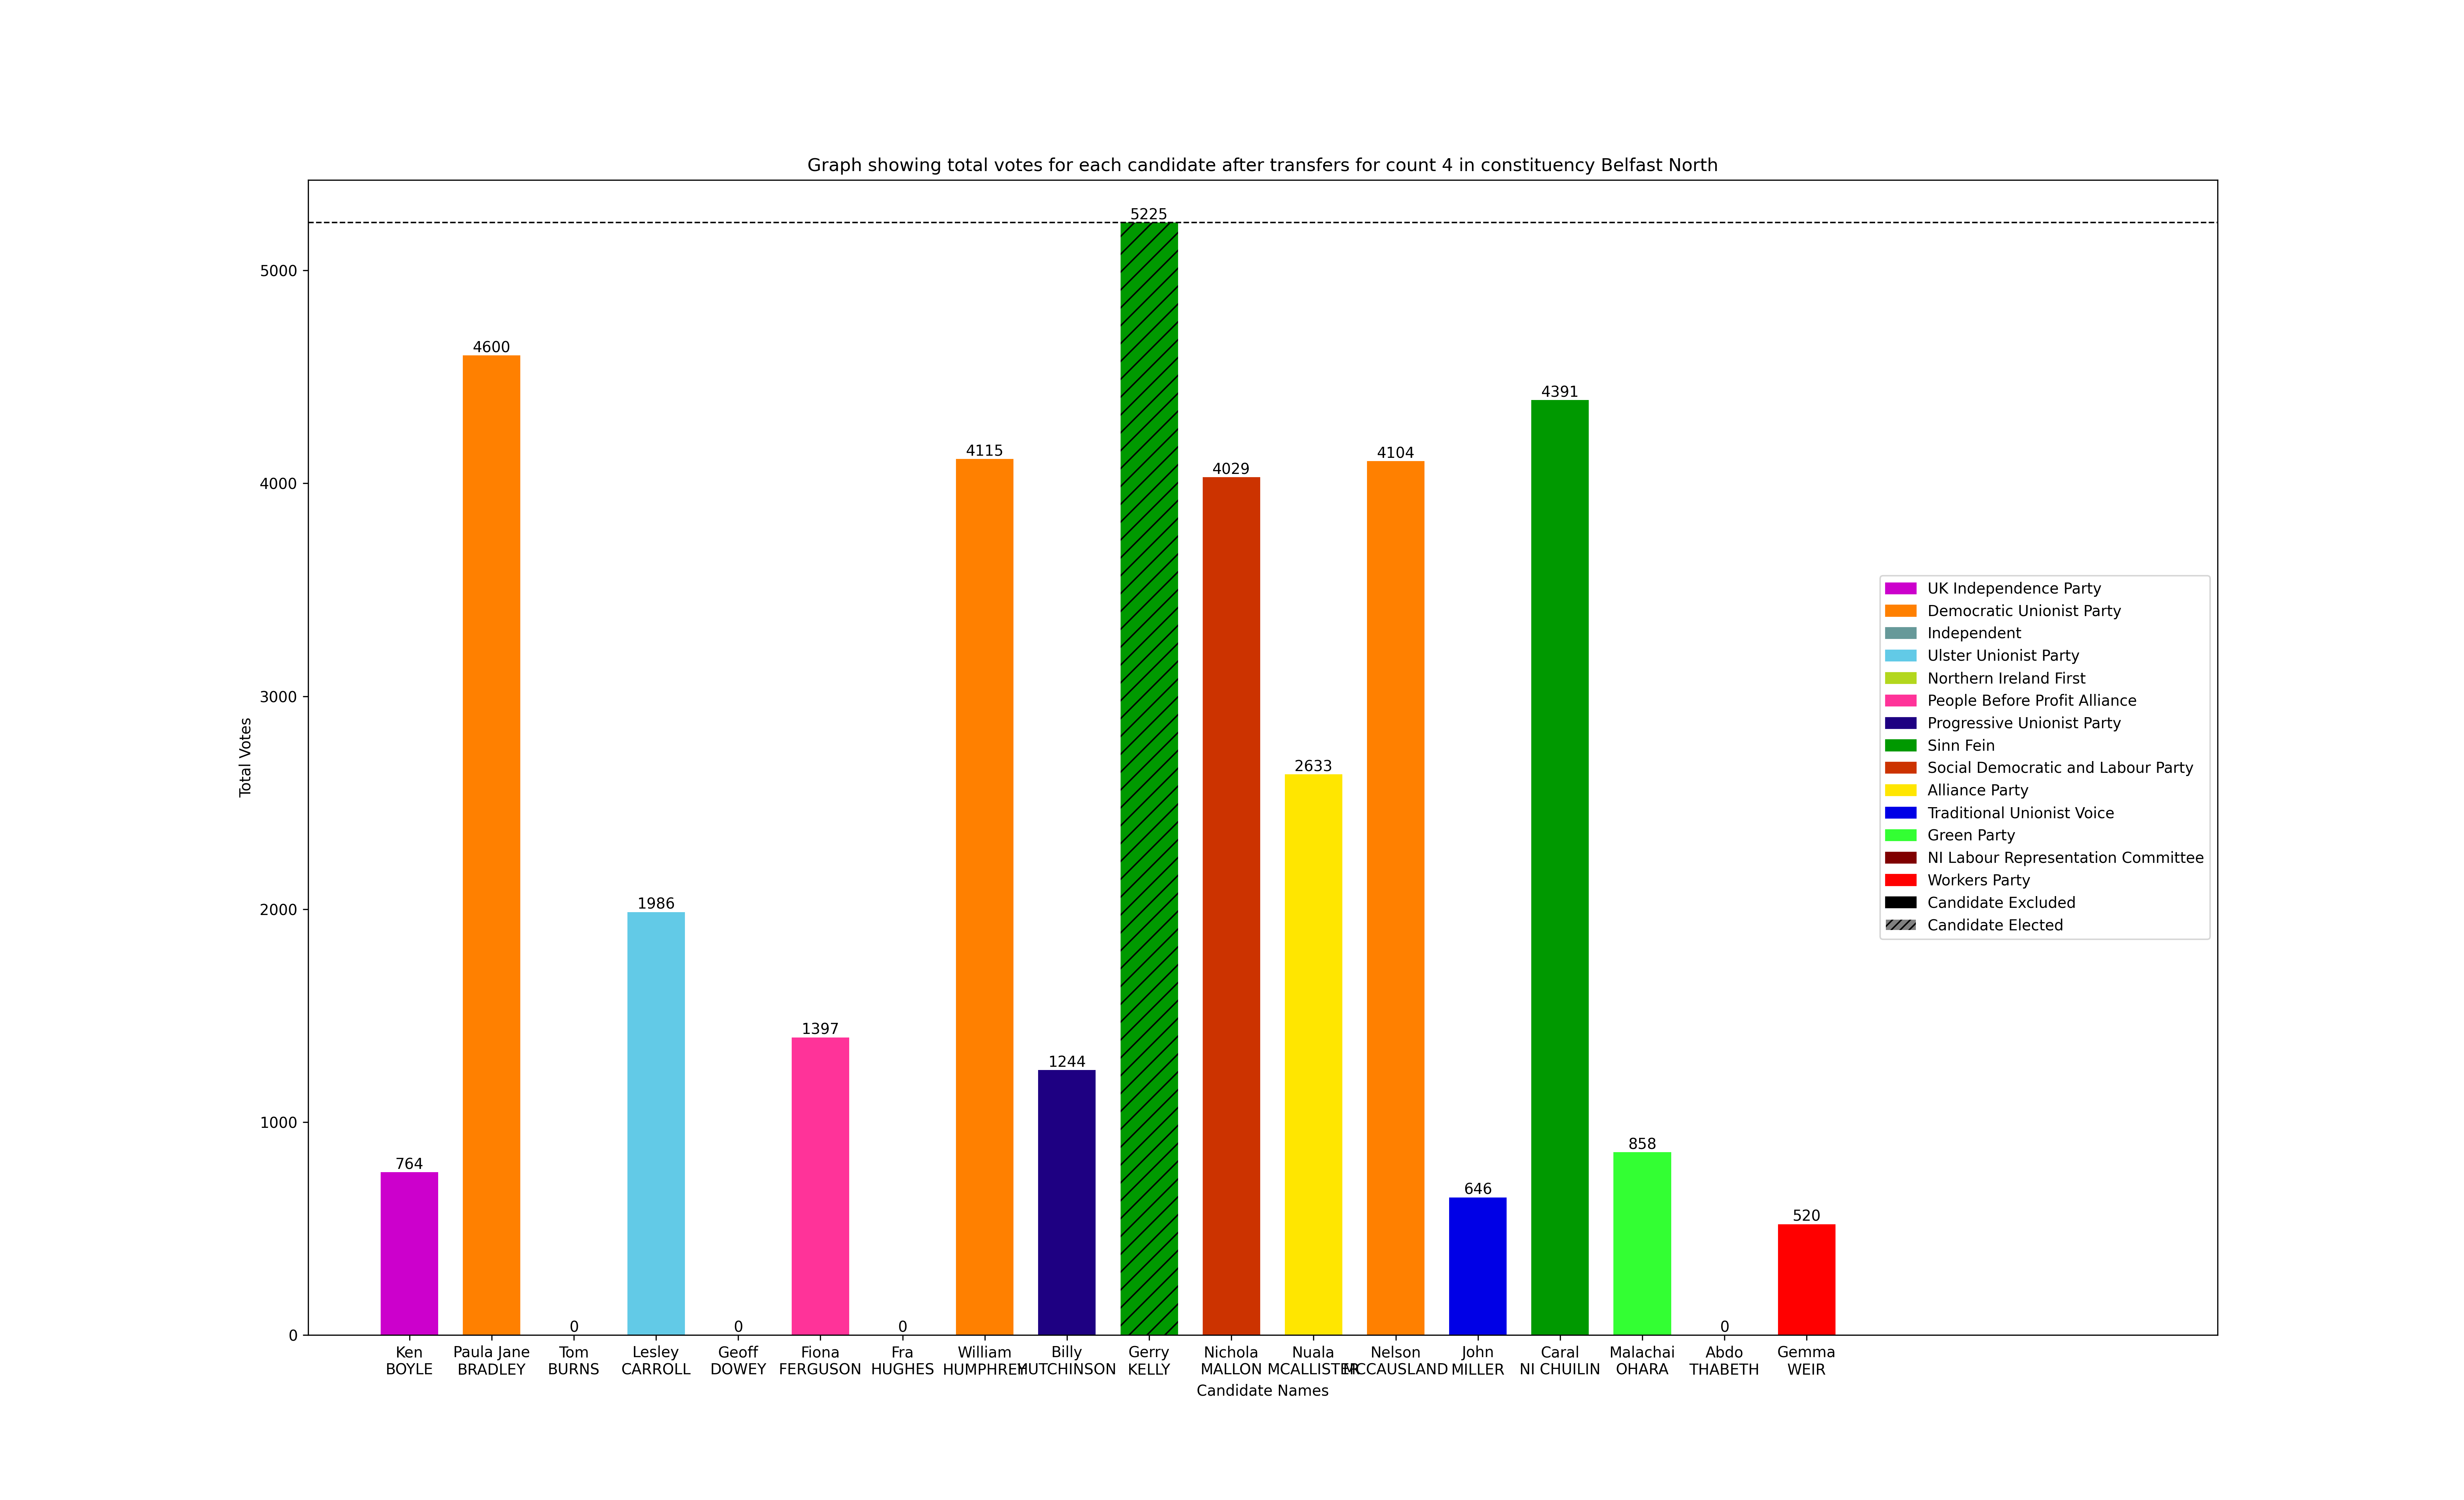 Graph showing total votes for each candidate after transfers for count 4 in constituency Belfast North
Total Votes
5000
4000
3000
2000
1000
0
764
4600
0
1986
0
1397
0
4115
1244
5225
4029
2633
4104
646
4391
858
0
520
Ken
BOYLE
Paula Jane
BRADLEY
Tom
BURNS
Lesley
CARROLL
Geoff
DOWEY
Fiona
FERGUSON
Fra
HUGHES
William
HUMPHREY
Billy
HUTCHINSON
Gerry
KELLY
Nichola
MALLON
Nuala
MCALLISTER
Nelson
MCCAUSLAND
John
MILLER
Caral
NI CHUILIN
Malachai
OHARA
Abdo
THABETH
Gemma
WEIR
Candidate Names
UK Independence Party
Democratic Unionist Party
Independent
Ulster Unionist Party
Northern Ireland First
People Before Profit Alliance
Progressive Unionist Party
Sinn Fein
Social Democratic and Labour Party
Alliance Party
Traditional Unionist Voice
Green Party
NI Labour Representation Committee
Workers Party
Candidate Excluded
Candidate Elected